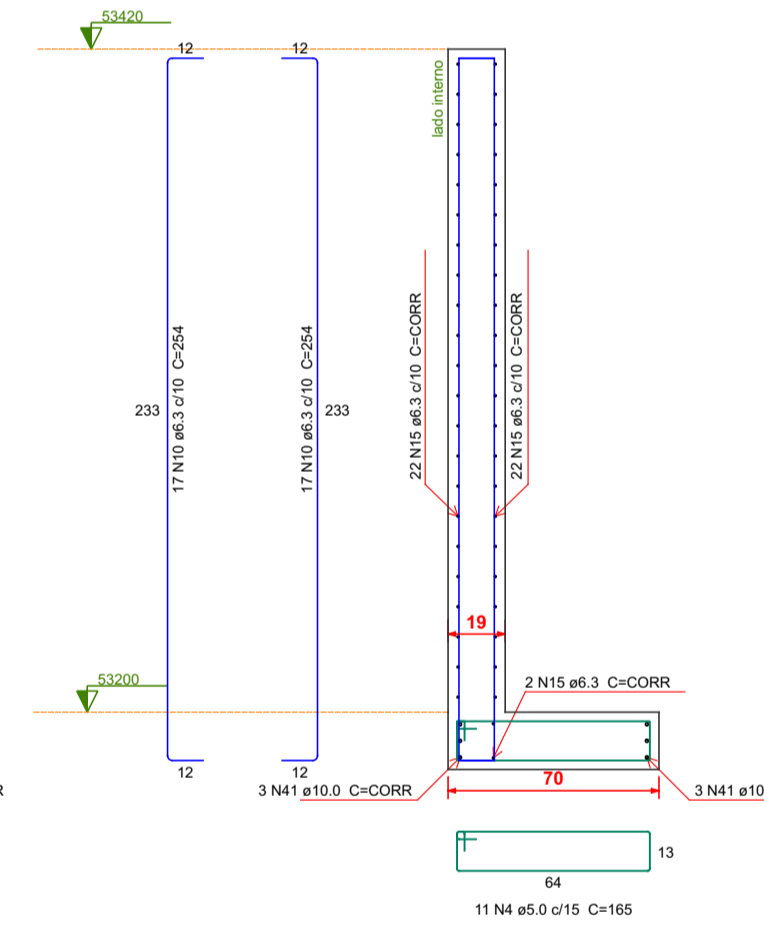 53420
12
12
lado interno
17 N10 ø6.3 c/10 C=254
233
17 N10 ø6.3 c/10 C=254
233
22 N15 ø6.3 c/10 C=CORR
22 N15 ø6.3 c/10 C=CORR
19
53200
2 N15 ø6.3 C=CORR
12
12
R
3 N41 ø10.0 C=CORR
70
3 N41 ø10
13
64
11 N4 ø5.0 c/15 C=165